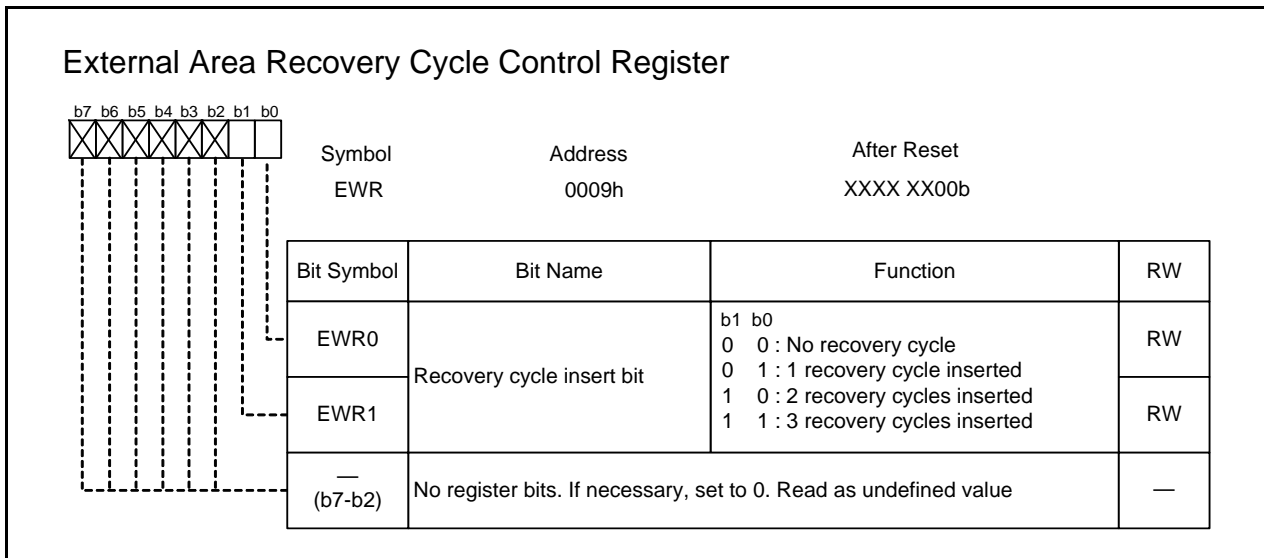 External Area Recovery Cycle Control Register
b7 b6 b5 b4 b3 b2 b1 b0
Symbol Address After Reset
EWR 0009h XXXX XX00b
Bit Symbol Bit Name Function RW
EWR0 RW
Recovery cycle insert bit
b1 b0
0 0 : No recovery cycle
0 1 : 1 recovery cycle inserted
1 0 : 2 recovery cycles inserted
1 1 : 3 recovery cycles inserted
EWR1 RW
—
(b7-b2) No register bits. If necessary, set to 0. Read as undefined value —